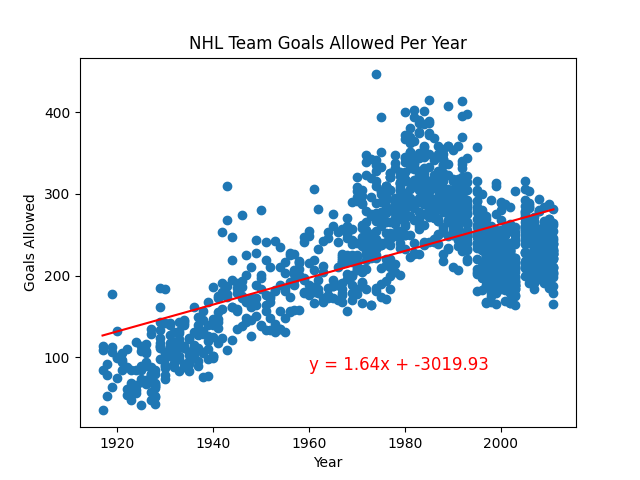 NHL Team Goals Allowed Per Year
Goals Allowed
400
300
200
100
y = 1.64x + -3019.93
1920 1940 1960 1980 2000
Year